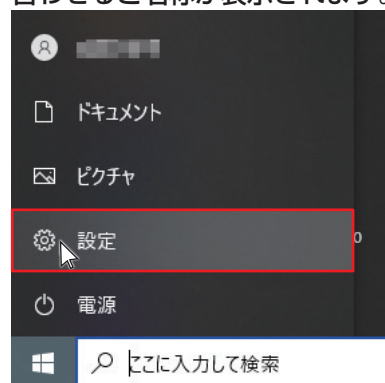 ドキュメント
ピクチャ
設定
電源
ここに入力して検索